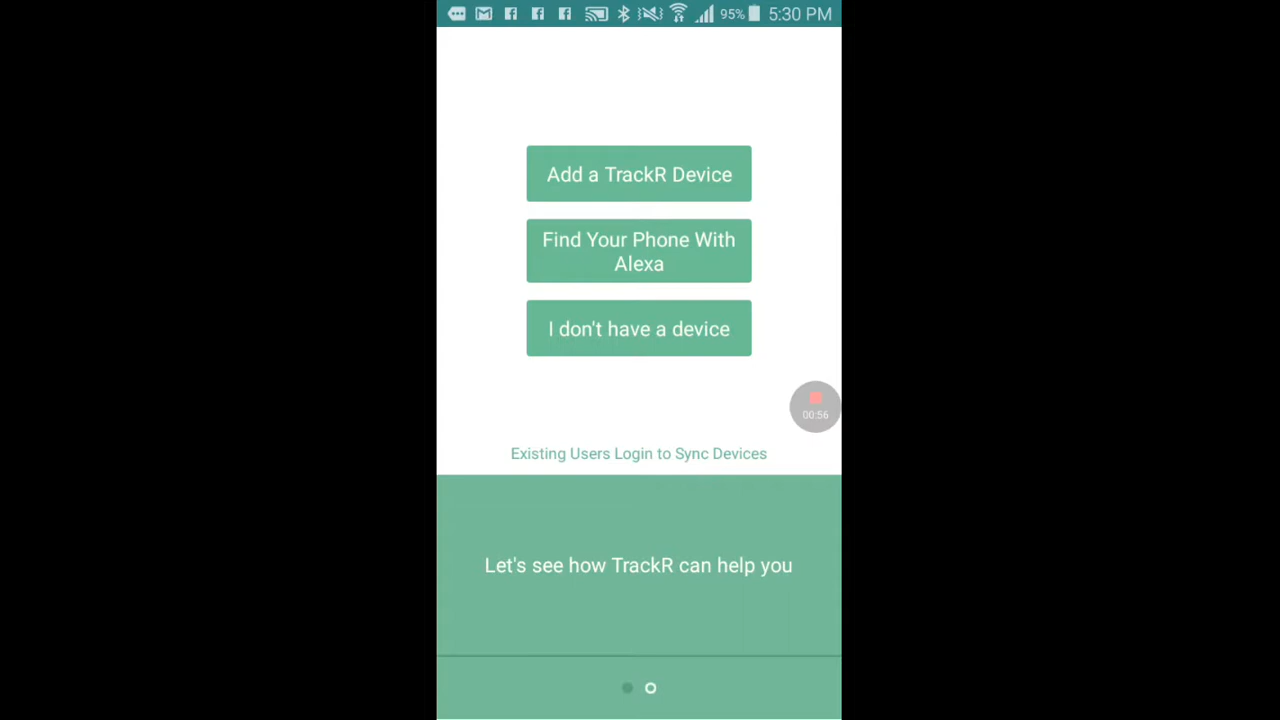 95% 5:30 PM
Add a TrackR Device
Find Your Phone With
Alexa
I don't have a device
00:56
Existing Users Login to Sync Devices
Let's see how TrackR can help you